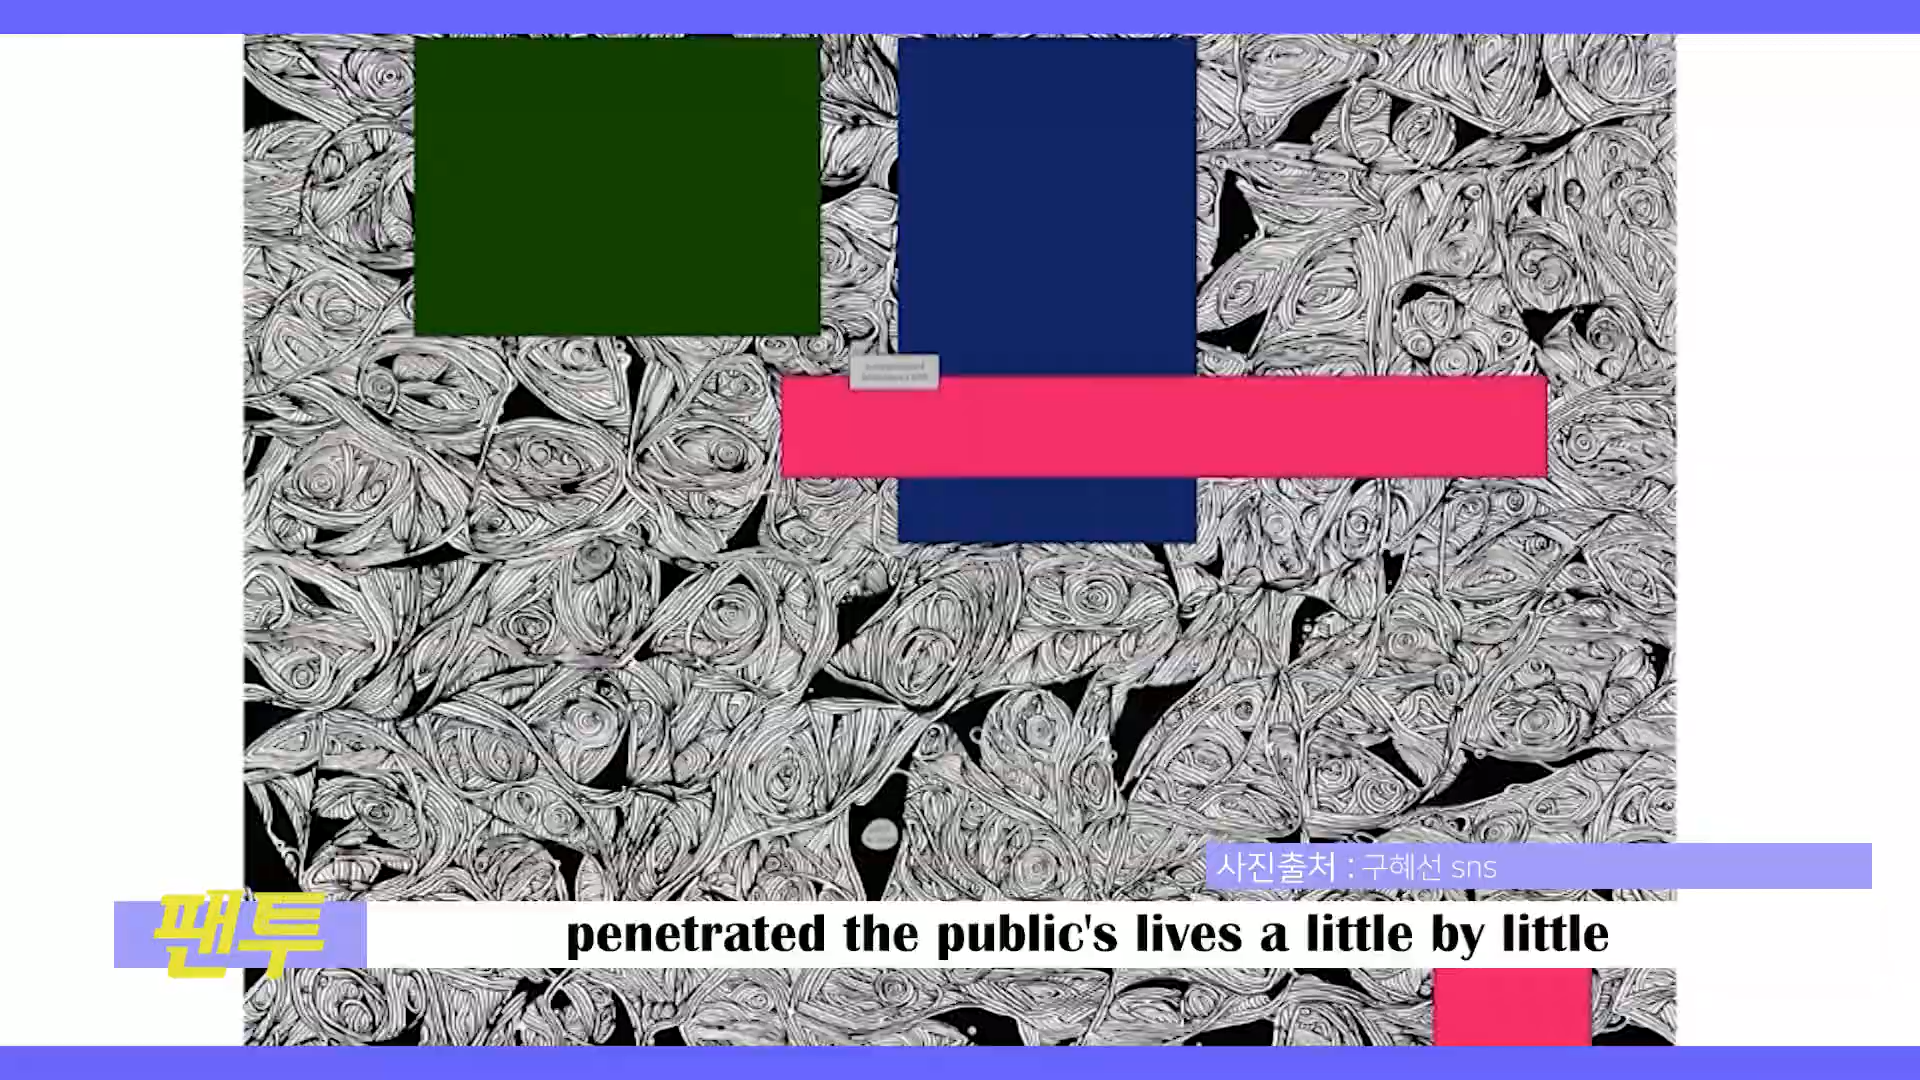 사진출처 : 구혜선 sns
팬투
penetrated the public's lives a little by little